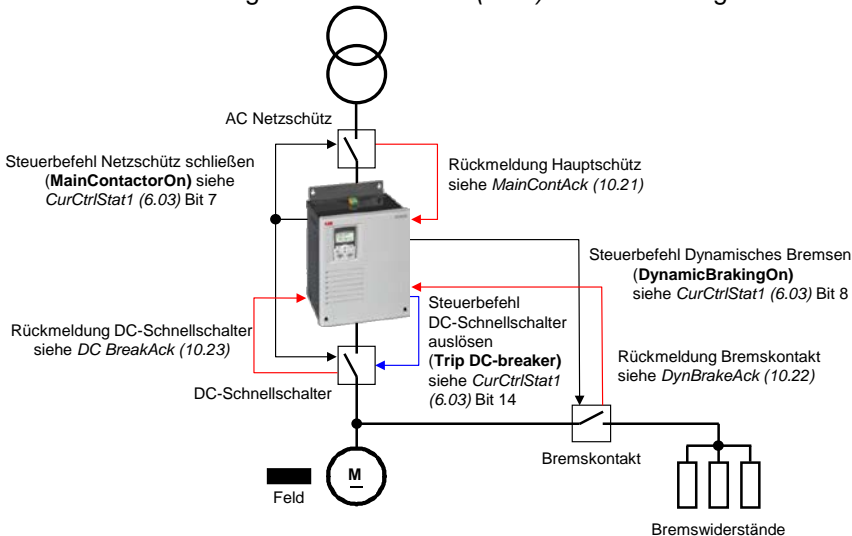 AC Netzschütz
Steuerbefehl Netzschütz schließen
(MainContactorOn) siehe
CurCtrlStat1 (6.03) Bit 7
Rückmeldung Hauptschütz
siehe MainContAck (10.21)
ABB
Steuerbefehl Dynamisches Bremsen
(DynamicBrakingOn)
siehe CurCtrlStat1 (6.03) Bit 8
Rückmeldung DC-Schnellschalter
siehe DC BreakAck (10.23)
Steuerbefehl
DC-Schnellschalter
auslösen
(Trip DC-breaker)
siehe CurCtrlStat1
(6.03) Bit 14
Rückmeldung Bremskontakt
siehe DynBrakeAck (10.22)
DC-Schnellschalter
Bremskontakt
M
Feld
Bremswiderstände